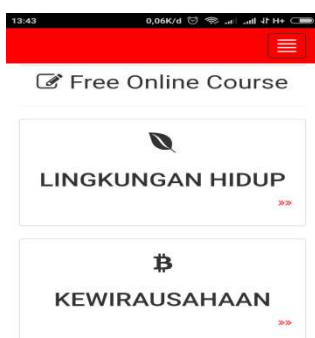 13:43 0,06K/d H+
Free Online Course
LINGKUNGAN HIDUP
»»
KEWIRAUSAHAAN
»»